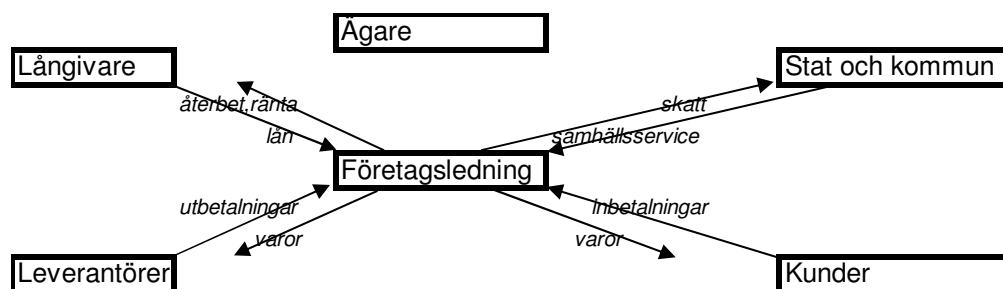 Ägare
Långivare
Stat och kommun
återbet,ränta
skatt
lån
samhällsservice
Företagsledning
utbetalningar
inbetalningar
varor
varor
Leverantörer
Kunder